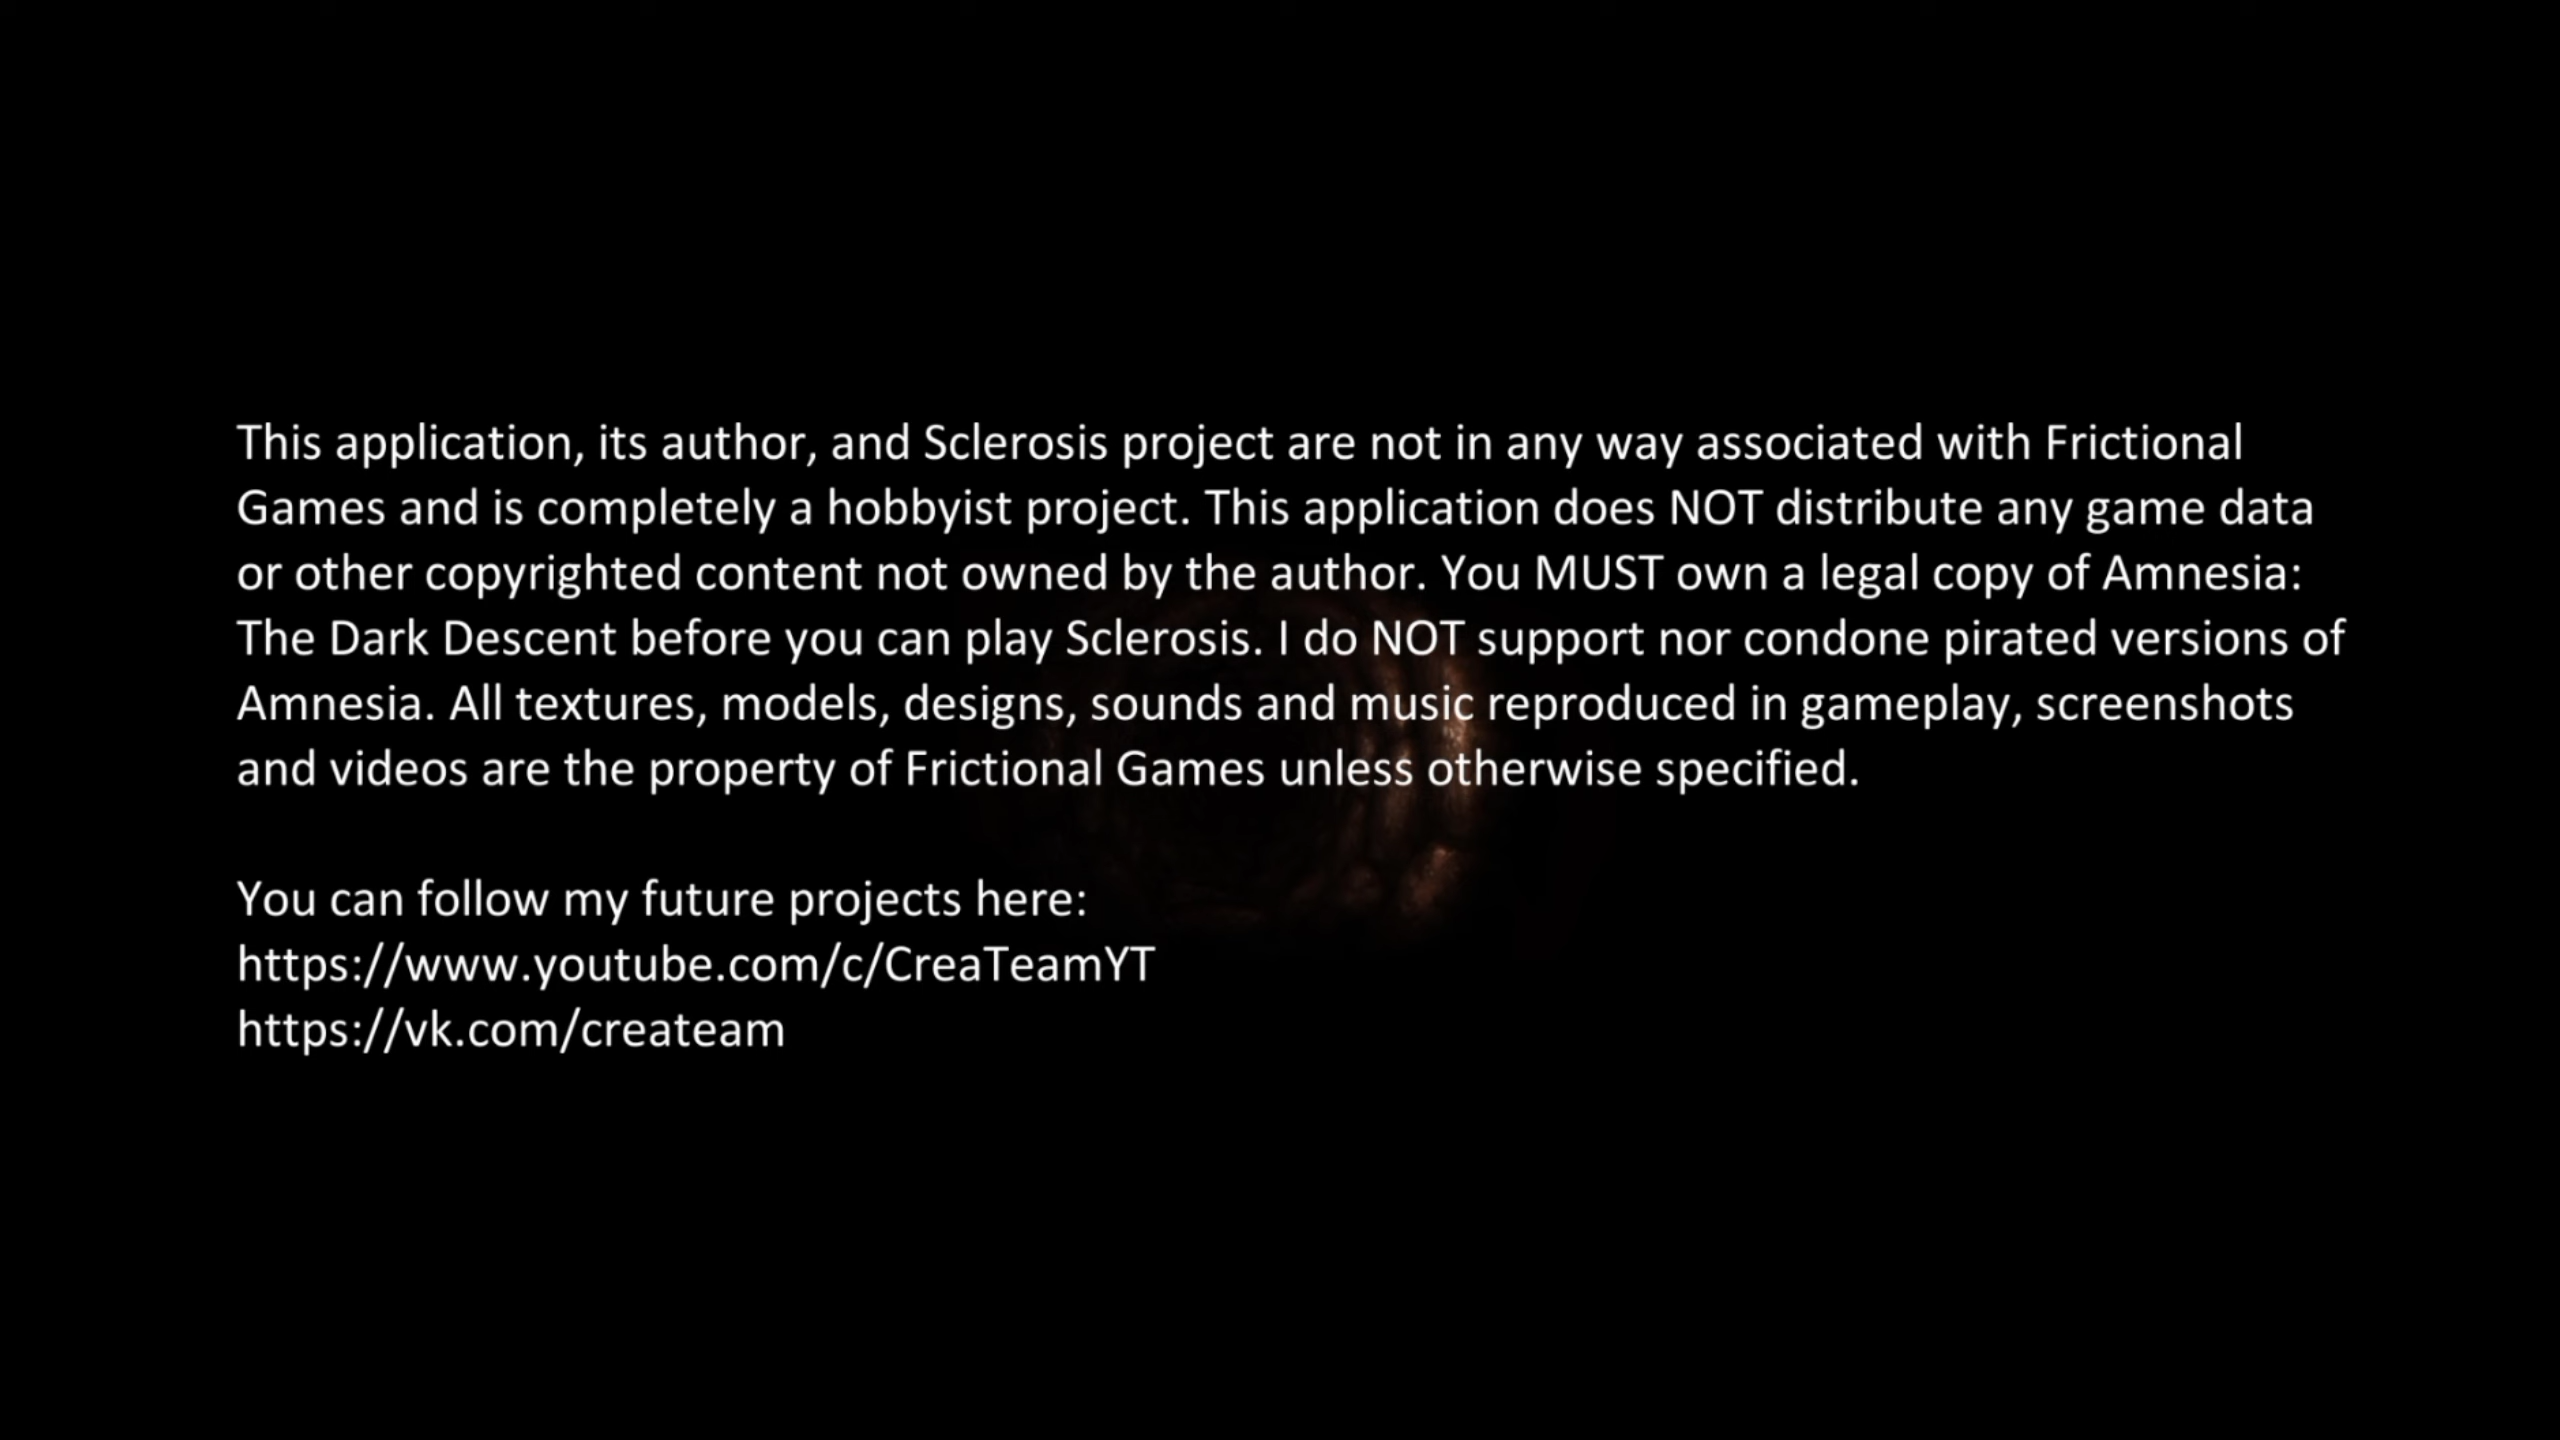 This application, its author, and Sclerosis project are not in any way associated with Frictional
Games and is completely a hobbyist project. This application does NOT distribute any game data
or other copyrighted content not owned by the author. You MUST own a legal copy of Amnesia:
The Dark Descent before you can play Sclerosis. I do NOT support nor condone pirated versions of
Amnesia. All textures, models, designs, sounds and music reproduced in gameplay, screenshots
and videos are the property of Frictional Games unless otherwise specified.
You can follow my future projects here:
https://www.youtube.com/c/CreaTeamYT
https://vk.com/createam